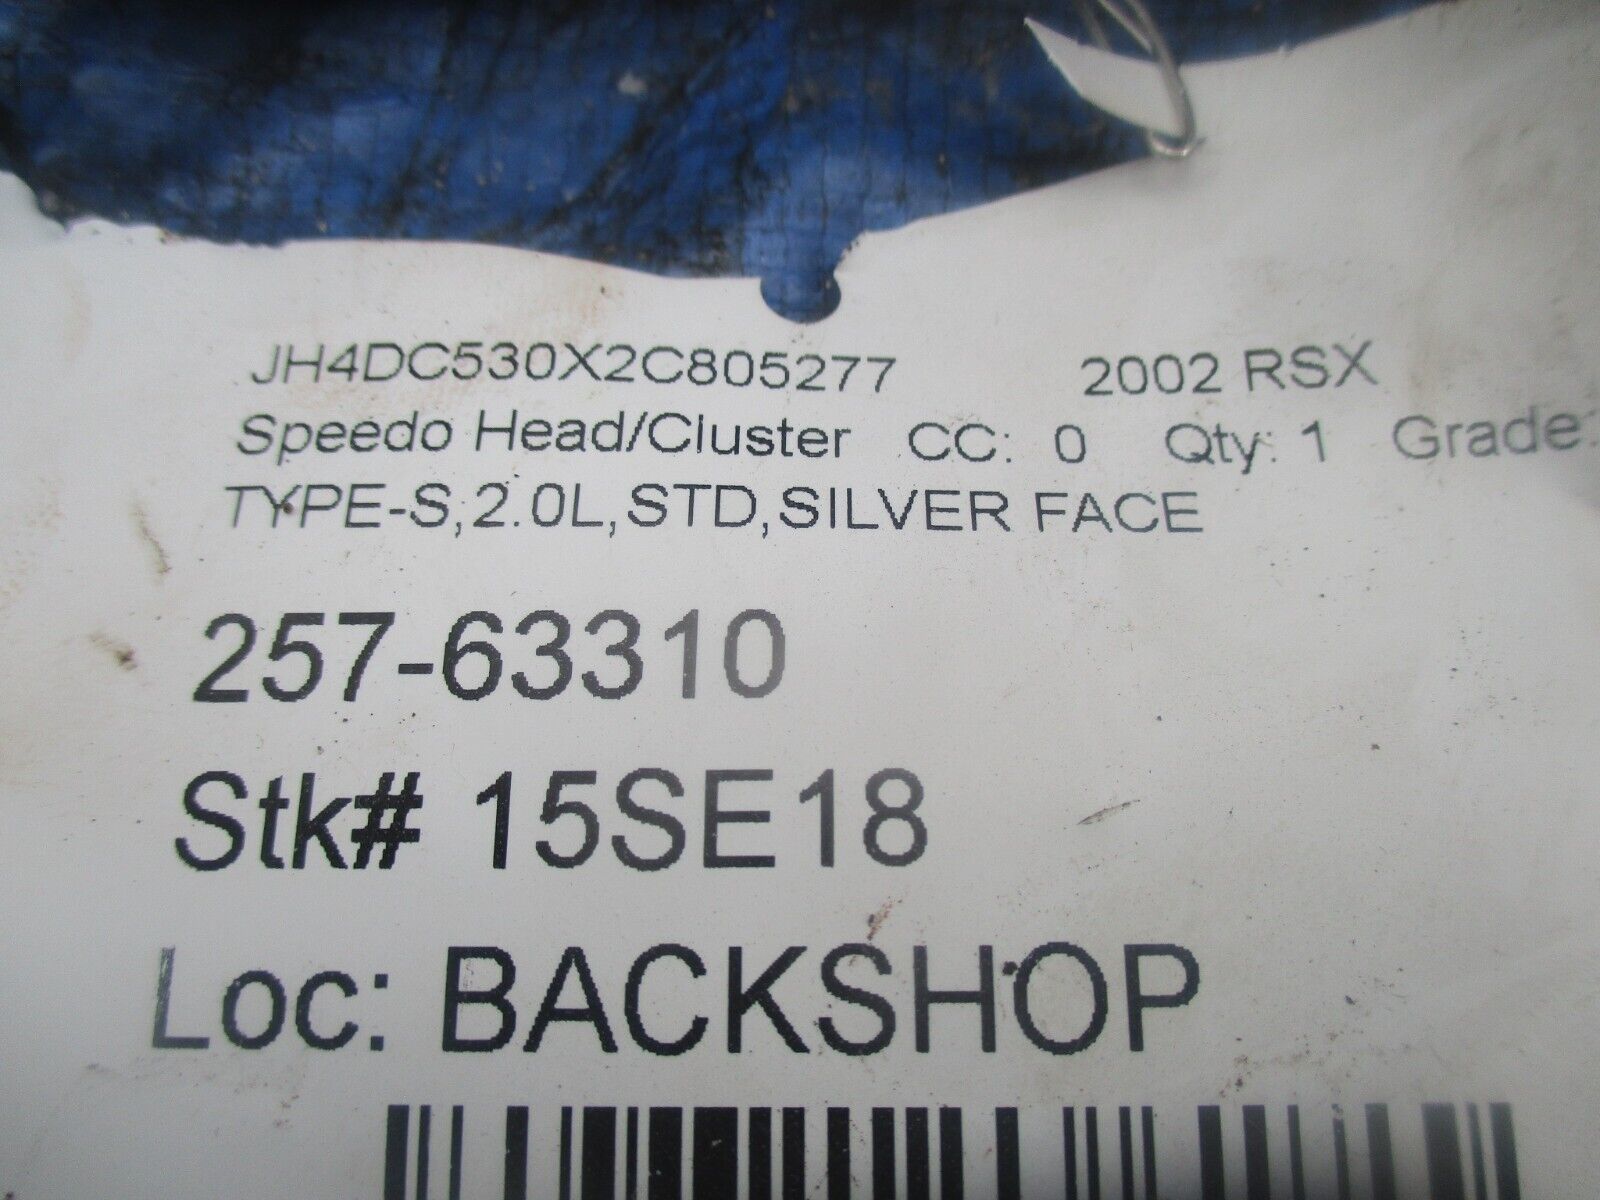 JH4DC530X2C805277 2002 RSX
Speedo Head/Cluster CC: 0 Qty: 1 Grade:
TYPE-S,2.0L,STD,SILVER FACE
257-63310
Stk# 15SE18
Loc: BACKSHOP